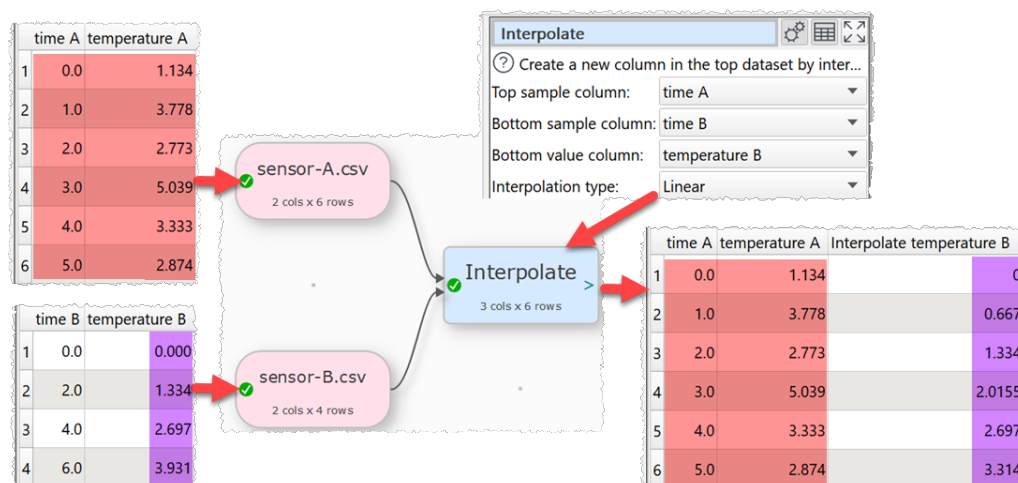 time A temperature A
1 0.0 1.134
2 1.0 3.778
3 2.0 2.773
4 3.0 5.039
5 4.0 3.333
6 5.0 2.874
time B temperature B
1 0.0 0.000
2 2.0 1.334
3 4.0 2.697
4 6.0 3.931
sensor-A.csv
2 cols x 6 rows
sensor-B.csv
2 cols x 4 rows
Interpolate
3 cols x 6 rows
>
Interpolate
? Create a new column in the top dataset by inter...
Top sample column: time A
Bottom sample column: time B
Bottom value column: temperature B
Interpolation type: Linear
time A temperature A Interpolate temperature B
1 0.0 1.134 0
2 1.0 3.778 0.667
3 2.0 2.773 1.334
4 3.0 5.039 2.0155
5 4.0 3.333 2.697
6 5.0 2.874 3.314